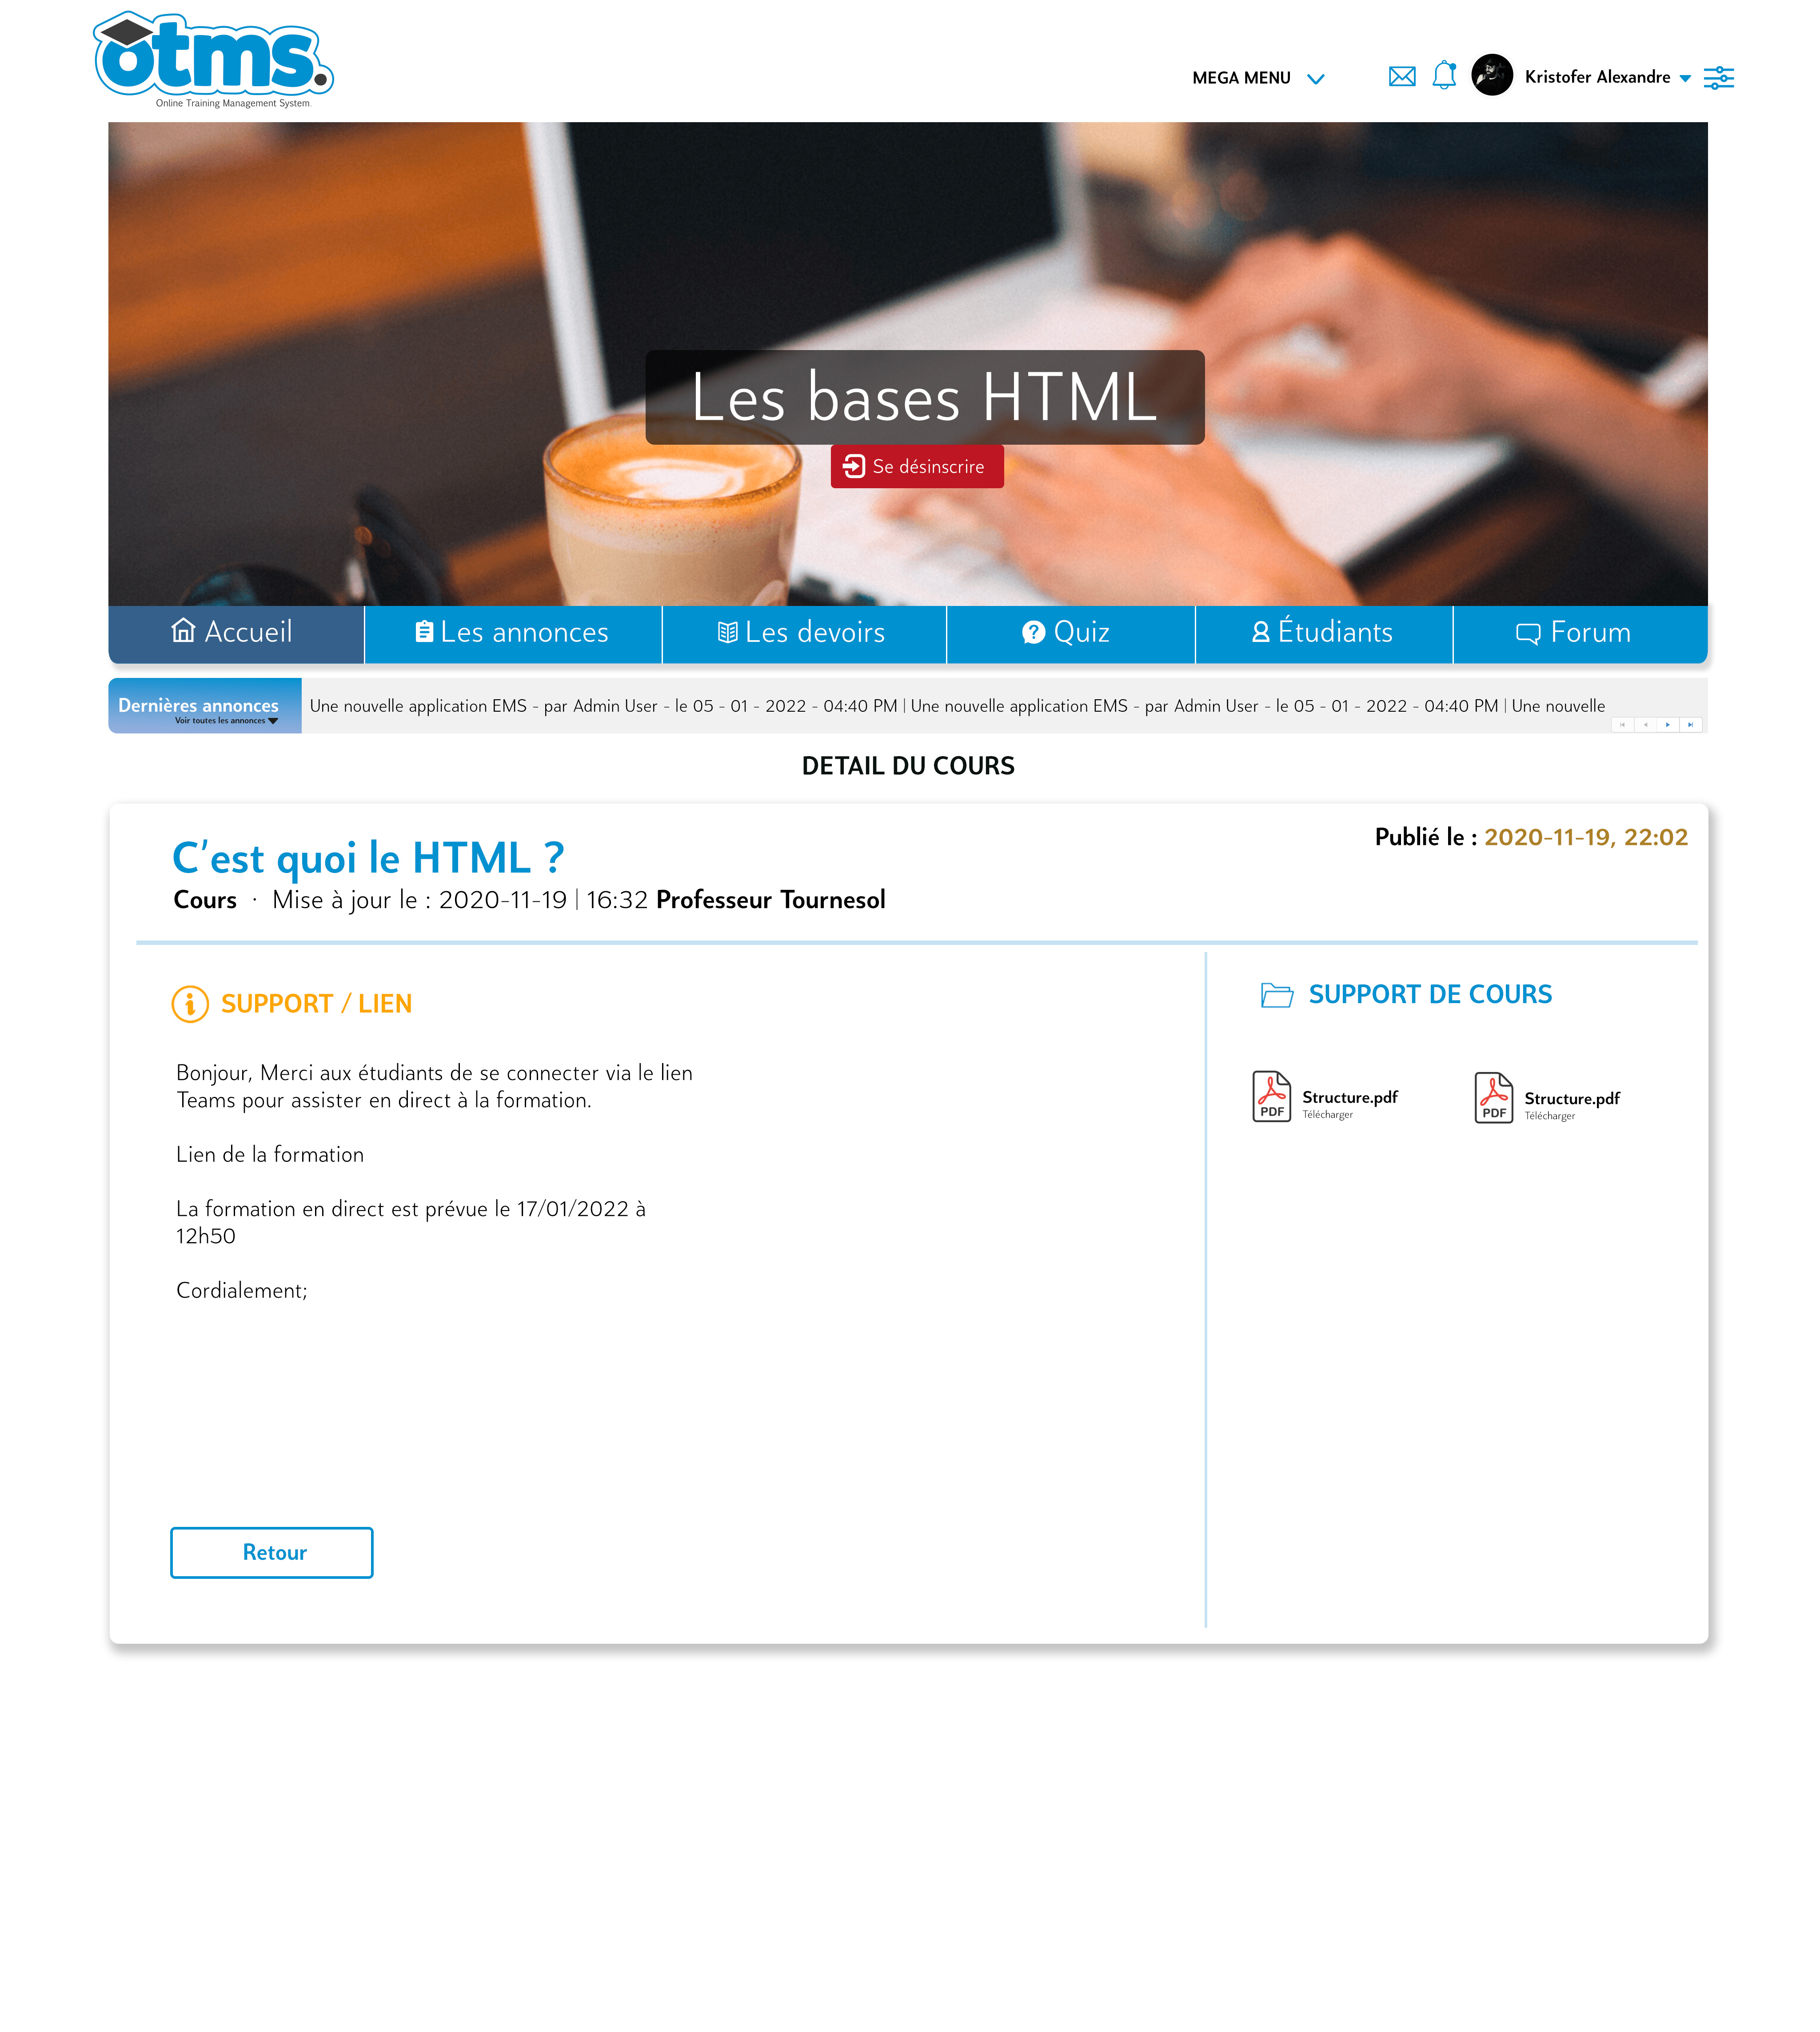 otms.
Online Training Management System.
MEGA MENU
Kristofer Alexandre
Les bases HTML
Se désinscrire
Accueil
Les annonces
Les devoirs
Quiz
Étudiants
Forum
Dernières annonces
Voir toutes les annonces
Une nouvelle application EMS - par Admin User - le 05 - 01 - 2022 - 04:40 PM | Une nouvelle application EMS - par Admin User - le 05 - 01 - 2022 - 04:40 PM | Une nouvelle
DETAIL DU COURS
C'est quoi le HTML ?
Publié le : 2020-11-19, 22:02
Cours · Mise à jour le : 2020-11-19 | 16:32 Professeur Tournesol
SUPPORT / LIEN
Bonjour, Merci aux étudiants de se connecter via le lien
Teams pour assister en direct à la formation.
Lien de la formation
La formation en direct est prévue le 17/01/2022 à
12h50
Cordialement;
Retour
SUPPORT DE COURS
PDF
Structure.pdf
Télécharger
PDF
Structure.pdf
Télécharger